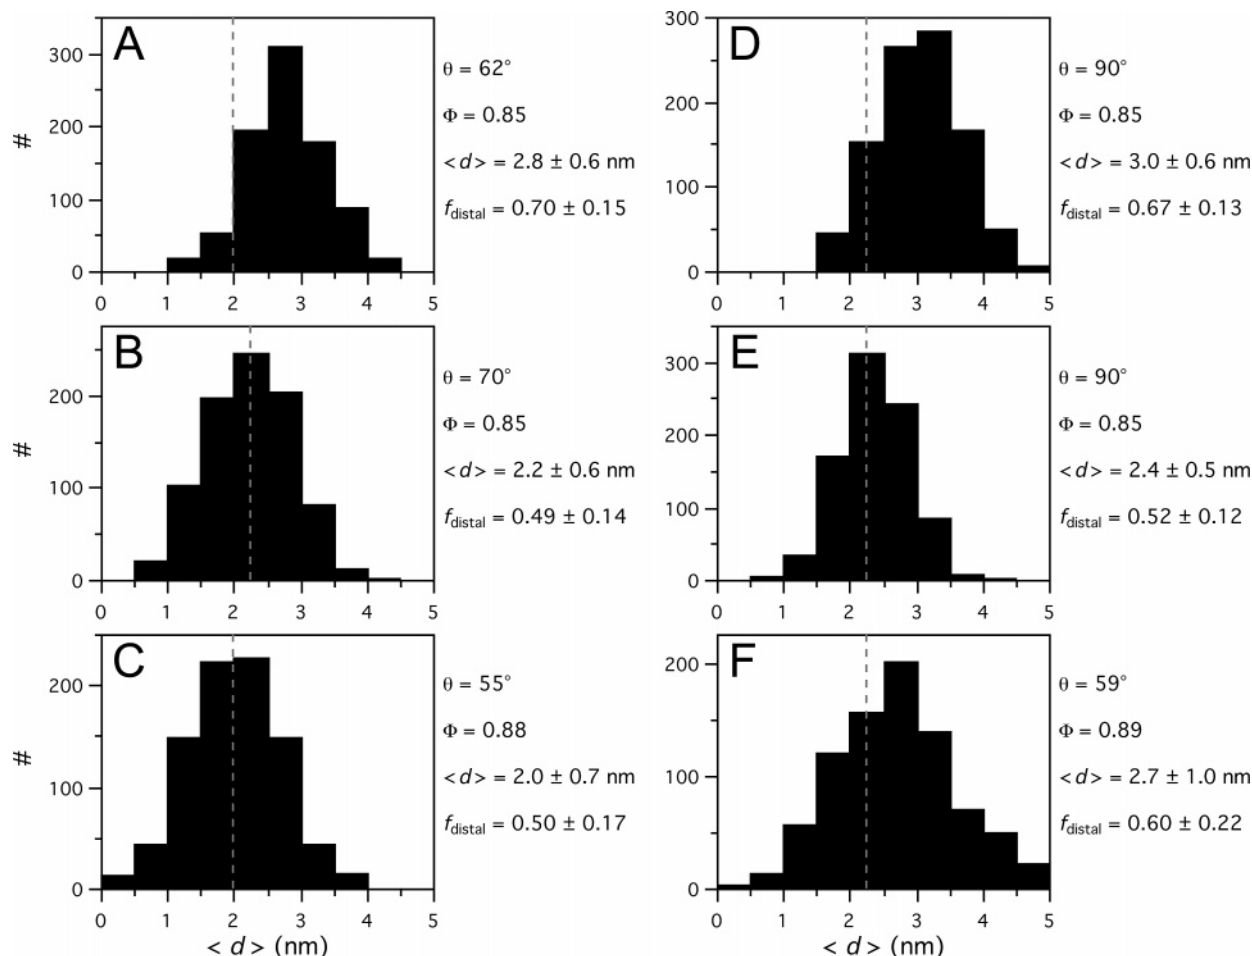 A
#
300
200
100
0
0 1 2 3 4 5
θ = 62°
Φ = 0.85
< d > = 2.8 ± 0.6 nm
fdistal = 0.70 ± 0.15
D
300
200
100
0
0 1 2 3 4 5
θ = 90°
Φ = 0.85
< d > = 3.0 ± 0.6 nm
fdistal = 0.67 ± 0.13
B
#
200
100
0
0 1 2 3 4 5
θ = 70°
Φ = 0.85
< d > = 2.2 ± 0.6 nm
fdistal = 0.49 ± 0.14
E
300
200
100
0
0 1 2 3 4 5
θ = 90°
Φ = 0.85
< d > = 2.4 ± 0.5 nm
fdistal = 0.52 ± 0.12
C
#
200
100
0
0 1 2 3 4 5
< d > (nm)
θ = 55°
Φ = 0.88
< d > = 2.0 ± 0.7 nm
fdistal = 0.50 ± 0.17
F
200
100
0
0 1 2 3 4 5
< d > (nm)
θ = 59°
Φ = 0.89
< d > = 2.7 ± 1.0 nm
fdistal = 0.60 ± 0.22